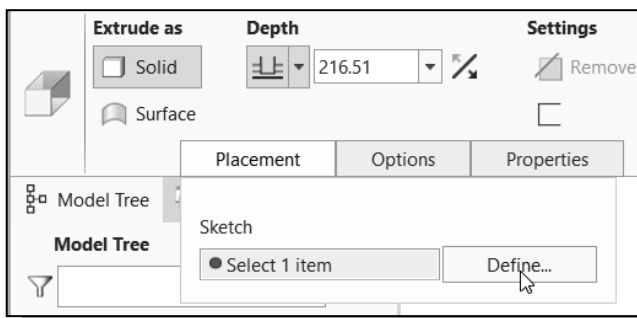 Extrude as Depth Settings
Solid 216.51 Remove
Surface
Placement Options Properties
Model Tree
Sketch
Model Tree
Select 1 item Define...